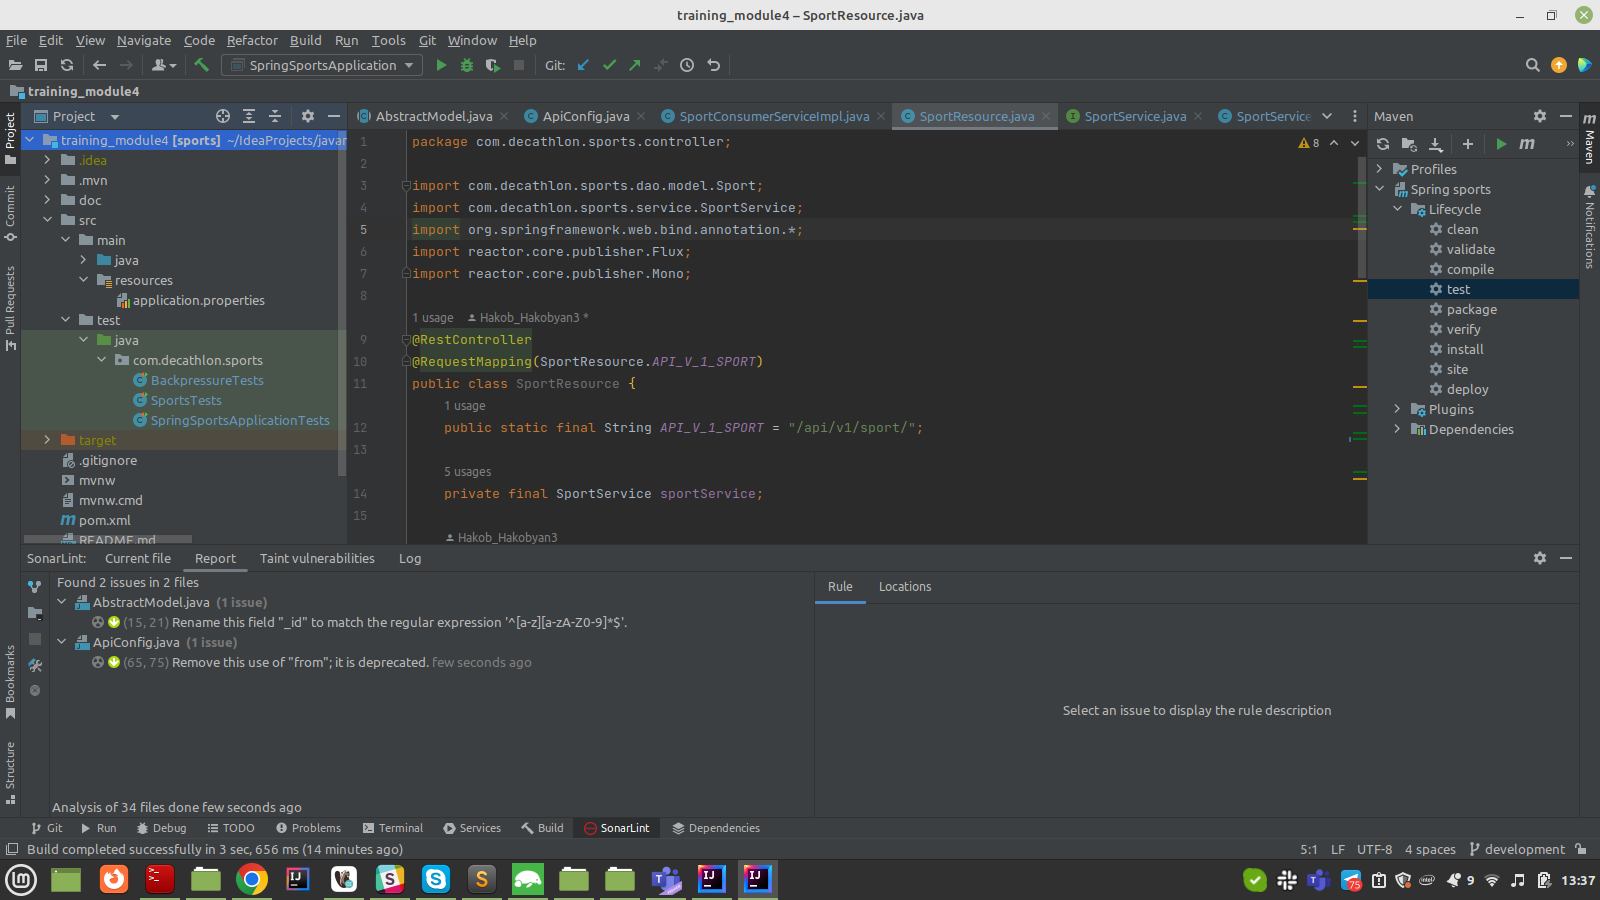 training_module4 – SportResource.java
File Edit View Navigate Code Refactor Build Run Tools Git Window Help
SpringSportsApplication Git:
training_module4
Project
AbstractModel.java ApiConfig.java SportConsumerServiceImpl.java SportResource.java SportService.java SportService
Maven
training_module4 [sports] ~/IdeaProjects/javar
.idea
.mvn
doc
src
main
java
resources
application.properties
test
java
com.decathlon.sports
BackpressureTests
SportsTests
SpringSportsApplicationTests
target
.gitignore
mvnw
mvnw.cmd
pom.xml
README.md
1 package com.decathlon.sports.controller;
8
2
3 import com.decathlon.sports.dao.model.Sport;
4 import com.decathlon.sports.service.SportService;
5 import org.springframework.web.bind.annotation.*;
6 import reactor.core.publisher.Flux;
7 import reactor.core.publisher.Mono;
8
1 usage Hakob_Hakobyan3 *
9 @RestController
10 @RequestMapping(SportResource.API_V_1_SPORT)
11 public class SportResource {
1 usage
12 public static final String API_V_1_SPORT = "/api/v1/sport/";
13
5 usages
14 private final SportService sportService;
15
Hakob_Hakobyan3
Profiles
Spring sports
Lifecycle
clean
validate
compile
test
package
verify
install
site
deploy
Plugins
Dependencies
Project
Commit
Pull Requests
Bookmarks
Structure
Maven
Notifications
SonarLint: Current file Report Taint vulnerabilities Log
Found 2 issues in 2 files
AbstractModel.java (1 issue)
(15, 21) Rename this field "_id" to match the regular expression '^[a-z][a-zA-Z0-9]*$'.
ApiConfig.java (1 issue)
(65, 75) Remove this use of "from"; it is deprecated. few seconds ago
Analysis of 34 files done few seconds ago
Rule Locations
Select an issue to display the rule description
Git Run Debug TODO Problems Terminal Services Build SonarLint Dependencies
Build completed successfully in 3 sec, 656 ms (14 minutes ago)
5:1 LF UTF-8 4 spaces development
75 9 13:37